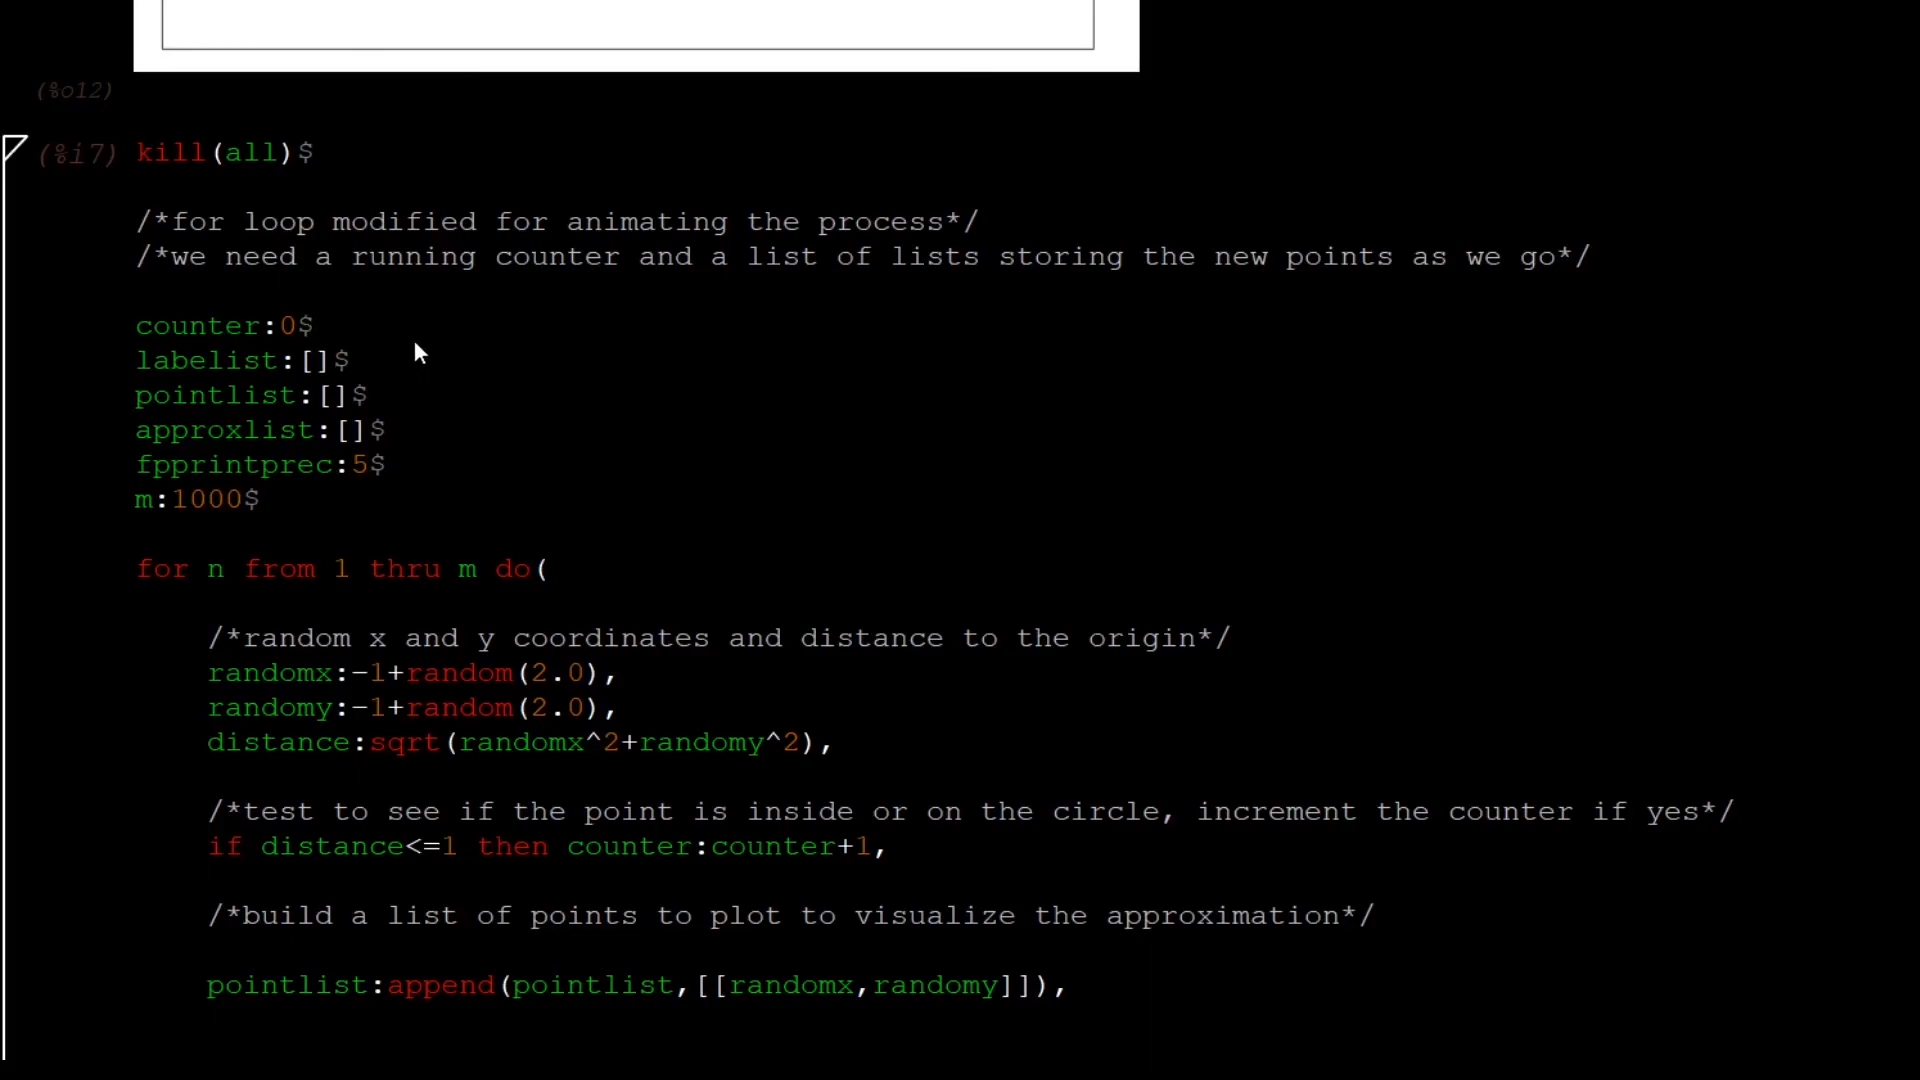 (%o12)
(%i7) kill(all)$
/*for loop modified for animating the process*/
/*we need a running counter and a list of lists storing the new points as we go*/
counter:0$
labelist:[]$
pointlist:[]$
approxlist:[]$
fpprintprec:5$
m:1000$
for n from 1 thru m do(
/*random x and y coordinates and distance to the origin*/
randomx:-1+random(2.0),
randomy:-1+random(2.0),
distance:sqrt(randomx^2+randomy^2),
/*test to see if the point is inside or on the circle, increment the counter if yes*/
if distance<=1 then counter:counter+1,
/*build a list of points to plot to visualize the approximation*/
pointlist:append(pointlist,[[randomx,randomy]]),